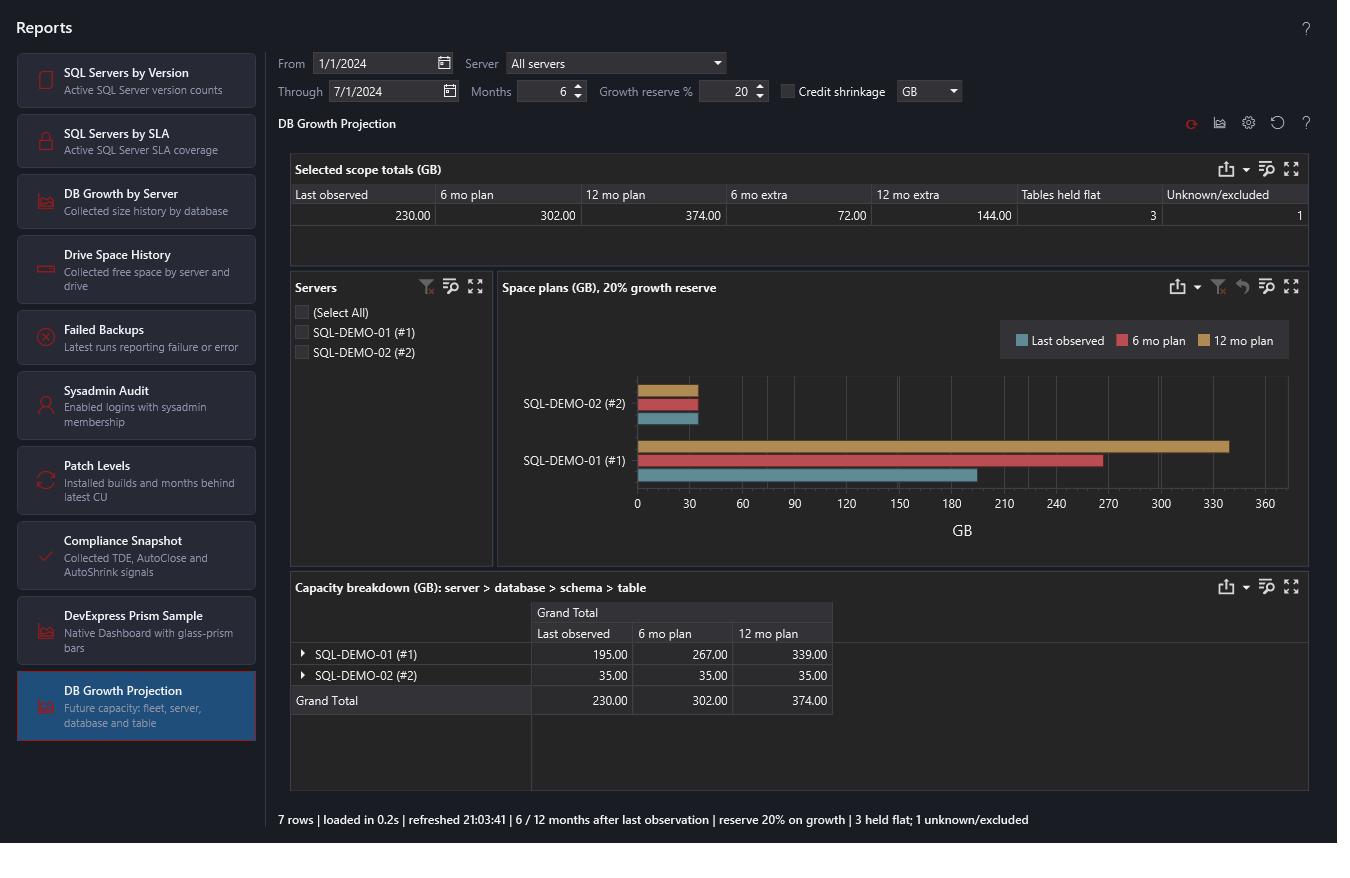 Reports
?
SQL Servers by Version
Active SQL Server version counts
SQL Servers by SLA
Active SQL Server SLA coverage
DB Growth by Server
Collected size history by database
Drive Space History
Collected free space by server and
drive
Failed Backups
Latest runs reporting failure or error
Sysadmin Audit
Enabled logins with sysadmin
membership
Patch Levels
Installed builds and months behind
latest CU
Compliance Snapshot
Collected TDE, AutoClose and
AutoShrink signals
DevExpress Prism Sample
Native Dashboard with glass-prism
bars
DB Growth Projection
Future capacity: fleet, server,
database and table
From 1/1/2024 Server All servers
Through 7/1/2024 Months 6 Growth reserve % 20 Credit shrinkage GB
DB Growth Projection ?
Selected scope totals (GB)
Last observed 6 mo plan 12 mo plan 6 mo extra 12 mo extra Tables held flat Unknown/excluded
230.00 302.00 374.00 72.00 144.00 3 1
Servers
(Select All)
SQL-DEMO-01 (#1)
SQL-DEMO-02 (#2)
Space plans (GB), 20% growth reserve
Last observed 6 mo plan 12 mo plan
SQL-DEMO-02 (#2)
SQL-DEMO-01 (#1)
0 30 60 90 120 150 180 210 240 270 300 330 360
GB
Capacity breakdown (GB): server > database > schema > table
Grand Total
Last observed 6 mo plan 12 mo plan
SQL-DEMO-01 (#1) 195.00 267.00 339.00
SQL-DEMO-02 (#2) 35.00 35.00 35.00
Grand Total 230.00 302.00 374.00
7 rows | loaded in 0.2s | refreshed 21:03:41 | 6 / 12 months after last observation | reserve 20% on growth | 3 held flat; 1 unknown/excluded